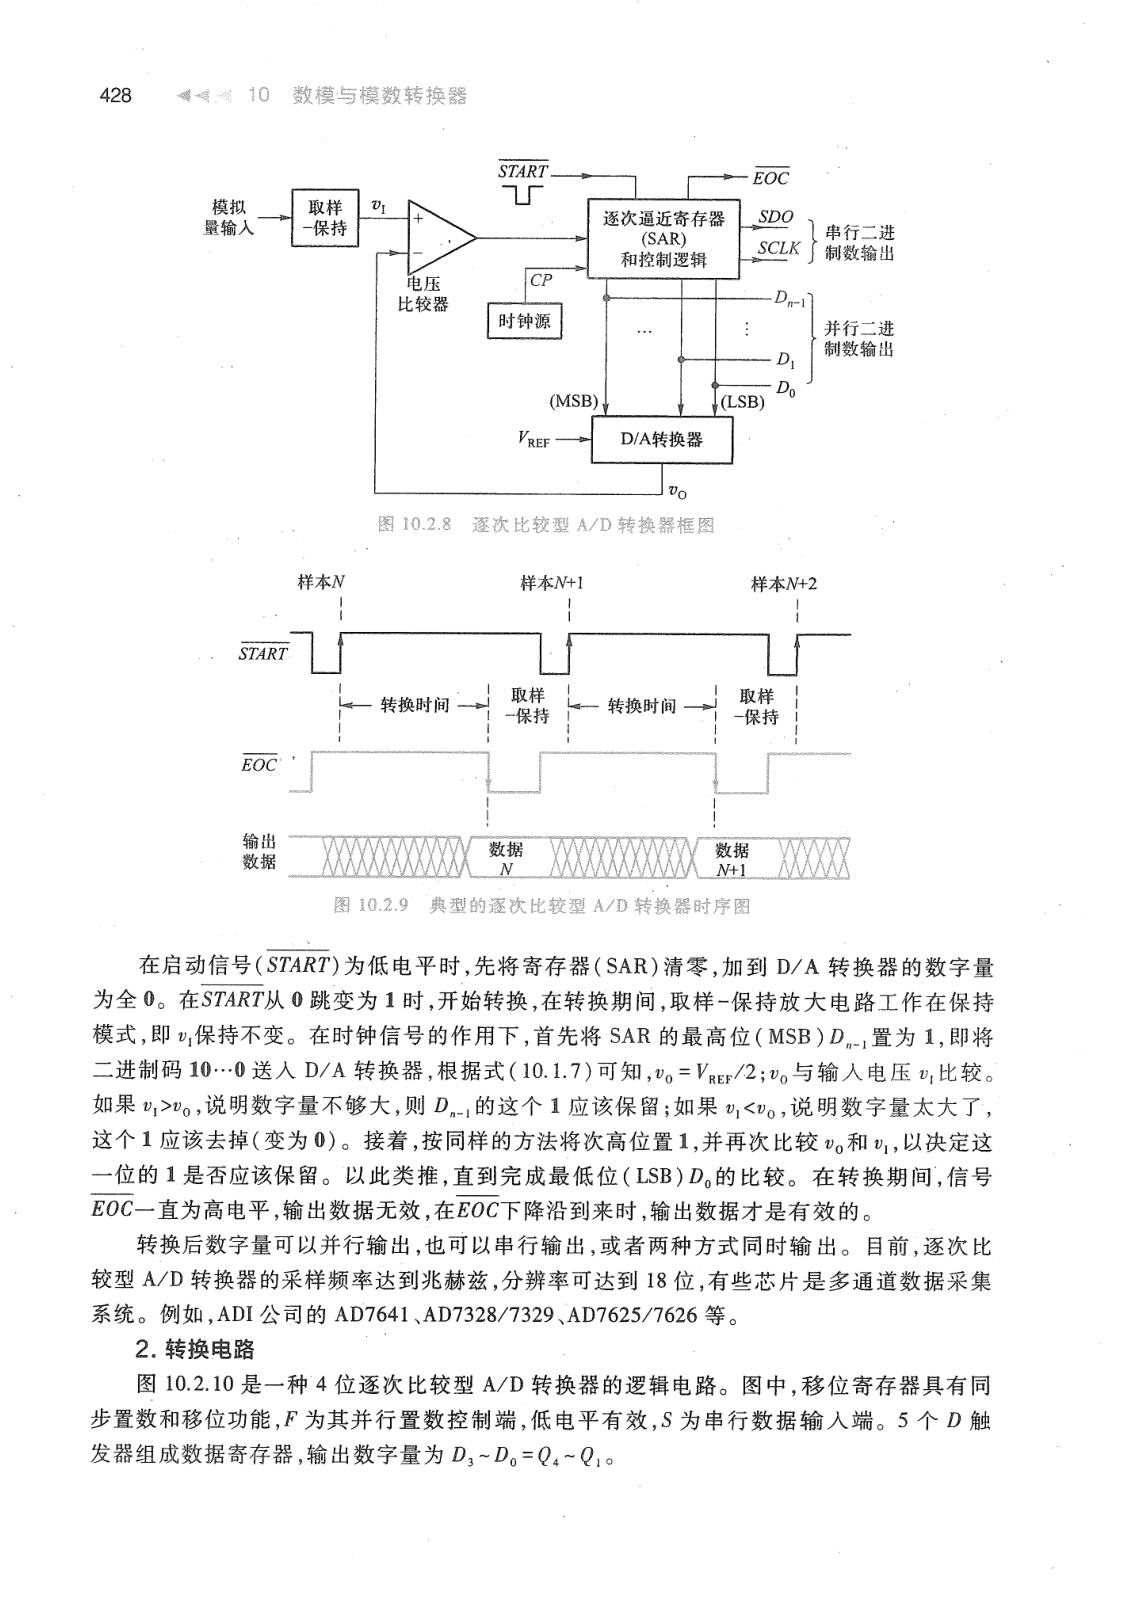 428 10 数模与模数转换器
START
EOC
模拟
量输入
取样
-保持
v_I
+
-
电压
比较器
逐次逼近寄存器
(SAR)
和控制逻辑
SDO
SCLK
串行二进
制数输出
CP
时钟源
D_{n-1}
…
⋮
D_1
D_0
并行二进
制数输出
(MSB)
(LSB)
V_REF
D/A转换器
v_O
图 10.2.8 逐次比较型 A/D 转换器框图
样本N 样本N+1 样本N+2
START
转换时间
取样
-保持
转换时间
取样
-保持
EOC
输出
数据
数据
N
数据
N+1
图 10.2.9 典型的逐次比较型 A/D 转换器时序图
在启动信号(START)为低电平时,先将寄存器(SAR)清零,加到 D/A 转换器的数字量
为全 0。在START从 0 跳变为 1 时,开始转换,在转换期间,取样-保持放大电路工作在保持
模式,即 v_I保持不变。在时钟信号的作用下,首先将 SAR 的最高位(MSB)D_{n-1}置为 1,即将
二进制码 10…0 送入 D/A 转换器,根据式(10.1.7)可知,v_O=V_REF/2;v_O与输入电压 v_I比较。
如果 v_I>v_O,说明数字量不够大,则 D_{n-1}的这个 1 应该保留;如果 v_I<v_O,说明数字量太大了,
这个 1 应该去掉(变为 0)。接着,按同样的方法将次高位置 1,并再次比较 v_O和 v_I,以决定这
一位的 1 是否应该保留。以此类推,直到完成最低位(LSB)D_0的比较。在转换期间,信号
EOC一直为高电平,输出数据无效,在EOC下降沿到来时,输出数据才是有效的。
转换后数字量可以并行输出,也可以串行输出,或者两种方式同时输出。目前,逐次比
较型 A/D 转换器的采样频率达到兆赫兹,分辨率可达到 18 位,有些芯片是多通道数据采集
系统。例如,ADI 公司的 AD7641、AD7328/7329、AD7625/7626 等。
2. 转换电路
图 10.2.10 是一种 4 位逐次比较型 A/D 转换器的逻辑电路。图中,移位寄存器具有同
步置数和移位功能,F 为其并行置数控制端,低电平有效,S 为串行数据输入端。5 个 D 触
发器组成数据寄存器,输出数字量为 D_3~D_0=Q_4~Q_1。